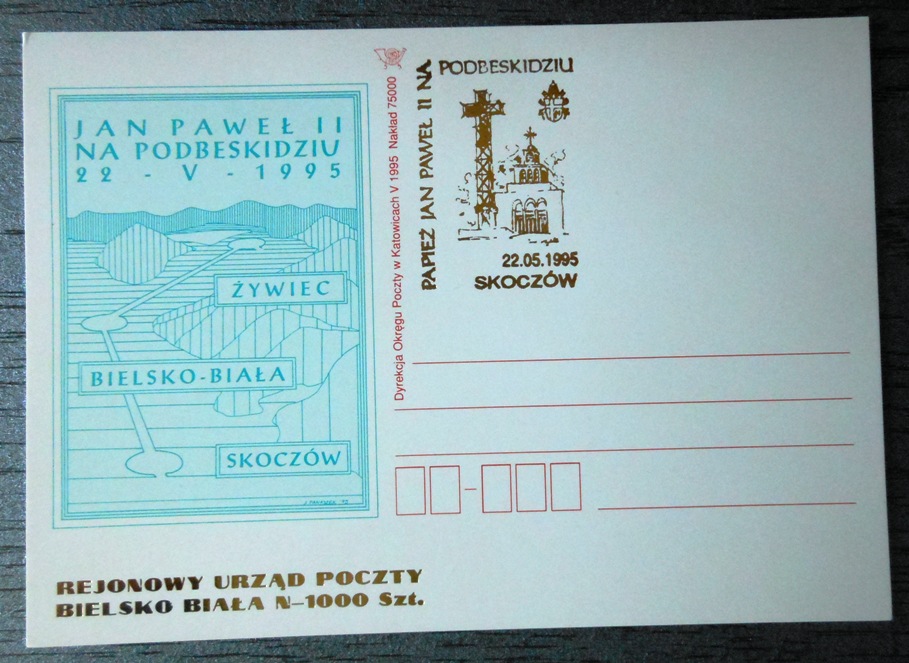 JAN PAWEŁ II
NA PODBESKIDZIU
22 - V - 1995
ŻYWIEC
BIELSKO-BIAŁA
SKOCZÓW
Dyrekcja Okręgu Poczty w Katowicach V 1995 Nakład 75000
PAPIEŻ JAN PAWEŁ II NA
PODBESKIDZIU
22.05.1995
SKOCZÓW
REJONOWY URZĄD POCZTY
BIELSKO BIAŁA N–1000 Szt.